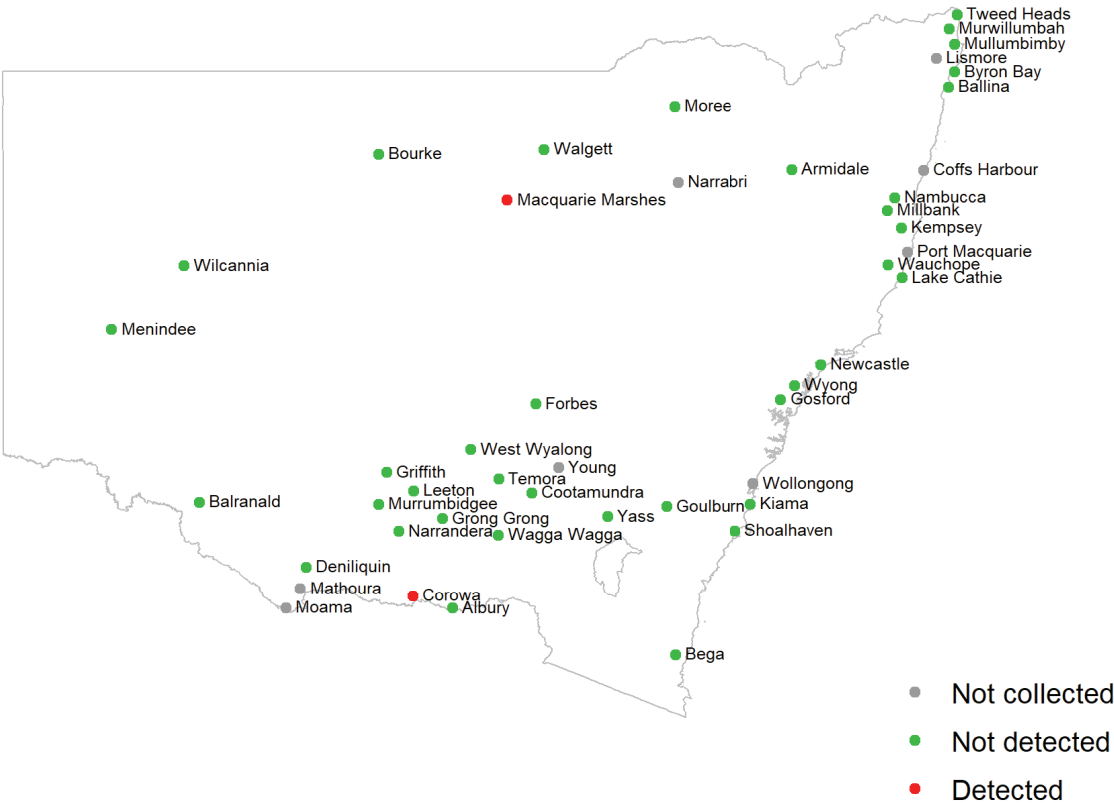 Tweed Heads
Murwillumbah
Mullumbimby
Lismore
Byron Bay
Ballina
Moree
Walgett
Bourke
Armidale
Coffs Harbour
Narrabri
Macquarie Marshes
Nambucca
Millbank
Kempsey
Port Macquarie
Wauchope
Wilcannia
Lake Cathie
Menindee
Newcastle
Wyong
Gosford
Forbes
West Wyalong
Young
Griffith
Temora
Wollongong
Leeton
Cootamundra
Balranald
Murrumbidgee
Goulburn
Kiama
Grong Grong
Yass
Narrandera
Wagga Wagga
Shoalhaven
Deniliquin
Mathoura
Corowa
Moama
Albury
Bega
Not collected
Not detected
Detected